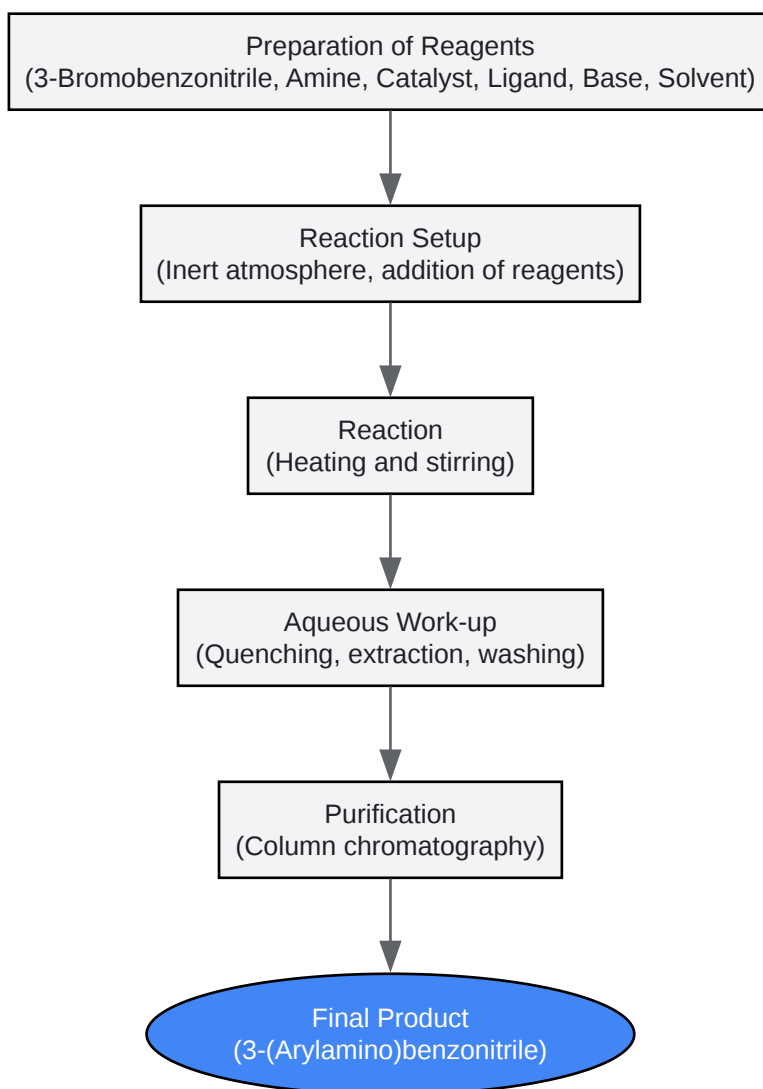 Preparation of Reagents
(3-Bromobenzonitrile, Amine, Catalyst, Ligand, Base, Solvent)
Reaction Setup
(Inert atmosphere, addition of reagents)
Reaction
(Heating and stirring)
Aqueous Work-up
(Quenching, extraction, washing)
Purification
(Column chromatography)
Final Product
(3-(Arylamino)benzonitrile)